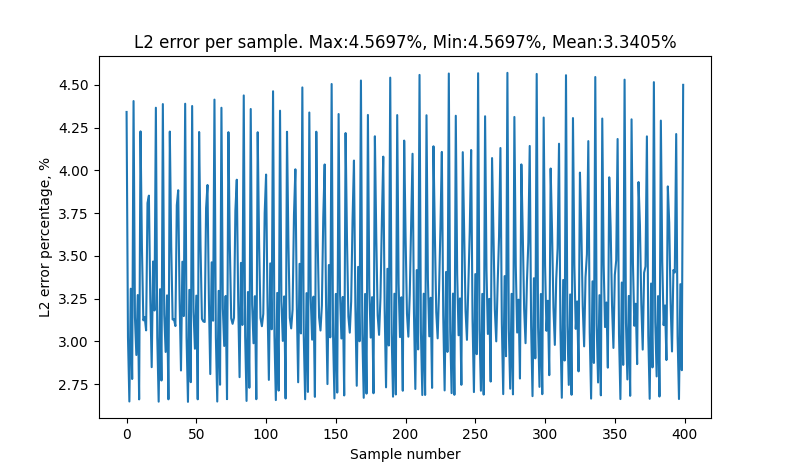 L2 error per sample. Max:4.5697%, Min:4.5697%, Mean:3.3405%
L2 error percentage, %
4.50
4.25
4.00
3.75
3.50
3.25
3.00
2.75
0 50 100 150 200 250 300 350 400
Sample number